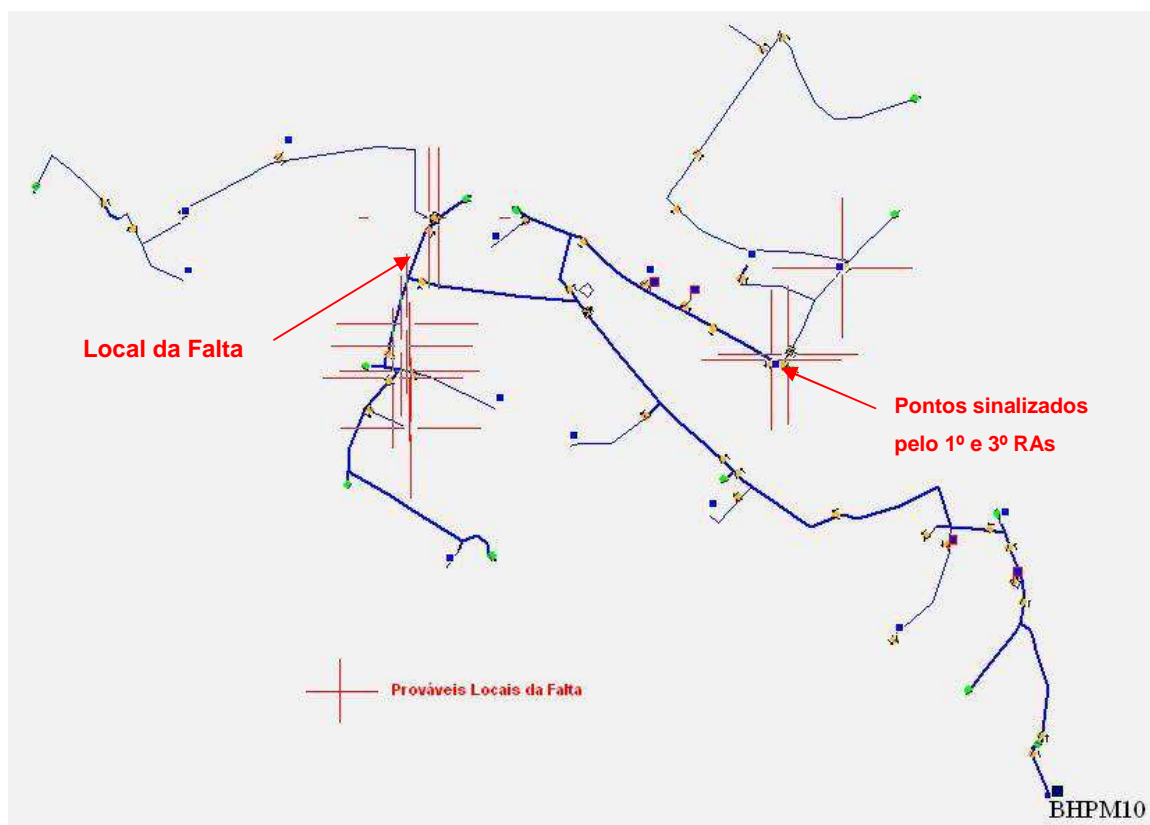 Local da Falta
Pontos sinalizados
pelo 1º e 3º RAs
Prováveis Locais da Falta
BHPM10